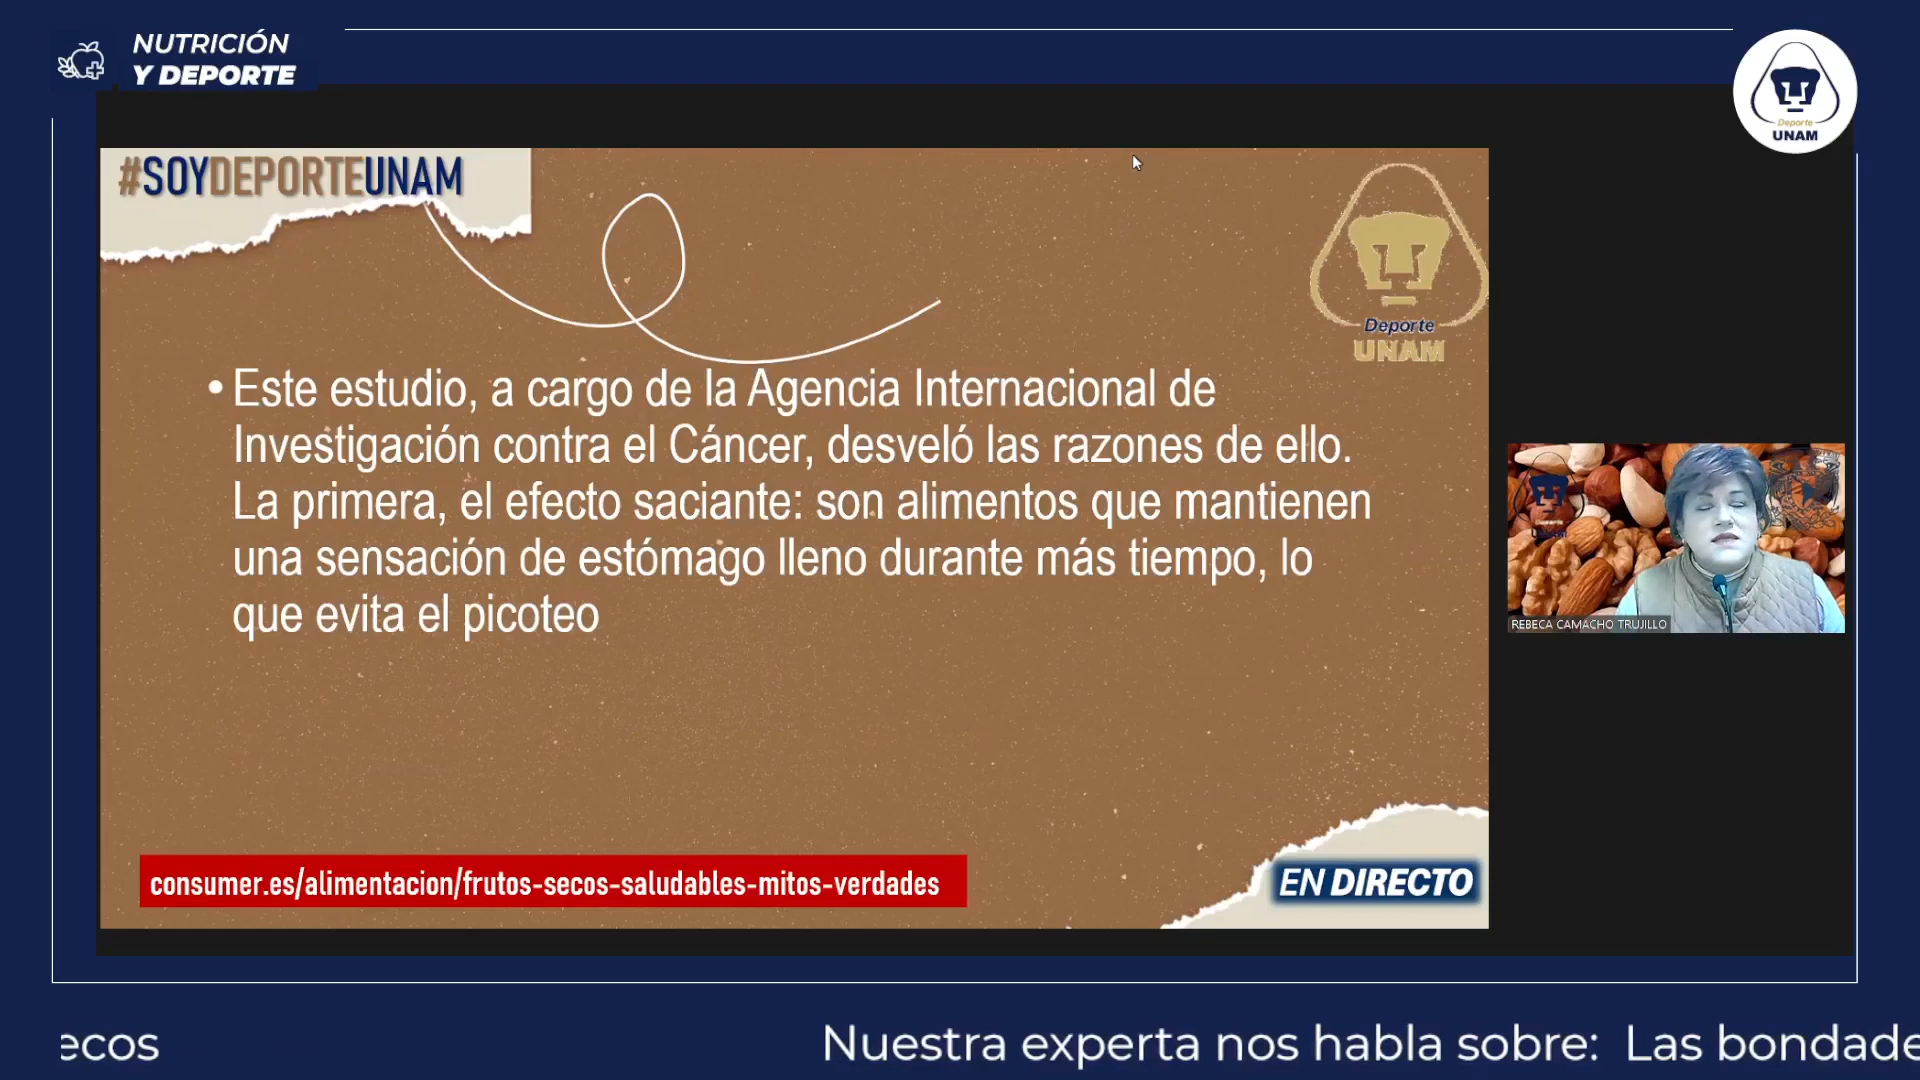 NUTRICIÓN
Y DEPORTE
Deporte
UNAM
#SOYDEPORTEUNAM
Deporte
UNAM
• Este estudio, a cargo de la Agencia Internacional de
Investigación contra el Cáncer, desveló las razones de ello.
La primera, el efecto saciante: son alimentos que mantienen
una sensación de estómago lleno durante más tiempo, lo
que evita el picoteo
REBECA CAMACHO TRUJILLO
consumer.es/alimentacion/frutos-secos-saludables-mitos-verdades
EN DIRECTO
ecos Nuestra experta nos habla sobre: Las bondade